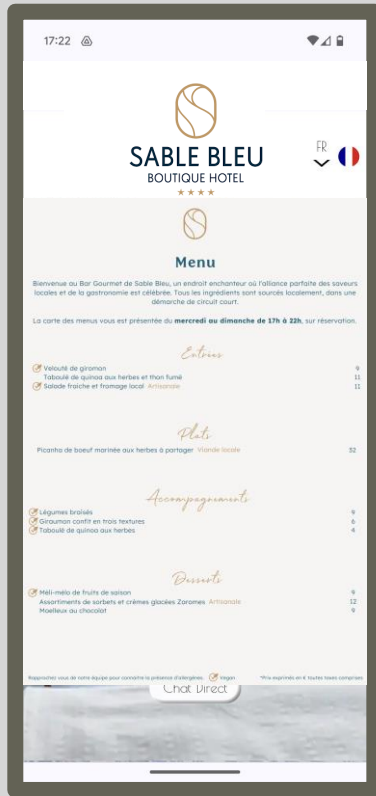 17:22
SABLE BLEU
BOUTIQUE HOTEL
FR
Menu
Bienvenue au Bar Gourmet de Sable Bleu, un endroit enchanteur où l'alliance parfaite des saveurs
locales et de la gastronomie est célébrée. Tous les ingrédients sont sourcés localement, dans une
démarche de circuit court.
La carte des menus vous est présentée du mercredi au dimanche de 17h à 22h, sur réservation.
Entrées
Velouté de giromon 9
Taboulé de quinoa aux herbes et thon fumé 11
Salade fraiche et fromage local Artisanale 11
Plats
Picanha de boeuf marinée aux herbes à partager Viande locale 32
Accompagnements
Légumes braisés 9
Giraumon confit en trois textures 6
Taboulé de quinoa aux herbes 4
Desserts
Méli-mélo de fruits de saison 9
Assortiments de sorbets et crèmes glacées Zaromes Artisanale 12
Moelleux au chocolat 9
Rapprochez vous de notre équipe pour connaitre la présence d'allergènes. Vegan *Prix exprimés en € toutes taxes comprises
Chat Direct